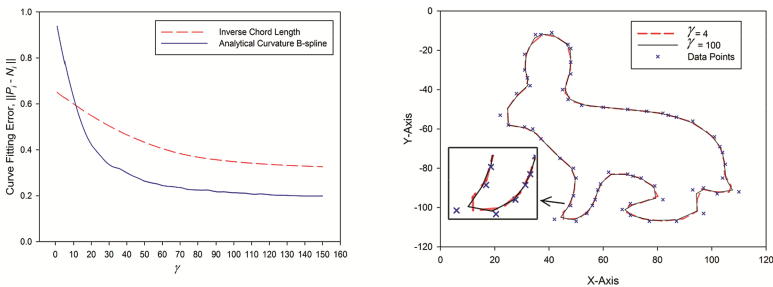 1.0
0.8
0.6
0.4
0.2
0.0
Curve Fitting Error, ||Pi - Ni||
0 10 20 30 40 50 60 70 80 90 100 110 120 130 140 150 160
γ
Inverse Chord Length
Analytical Curvature B-spline
0
-20
-40
-60
-80
-100
-120
Y-Axis
0 20 40 60 80 100 120
X-Axis
γ = 4
γ = 100
Data Points